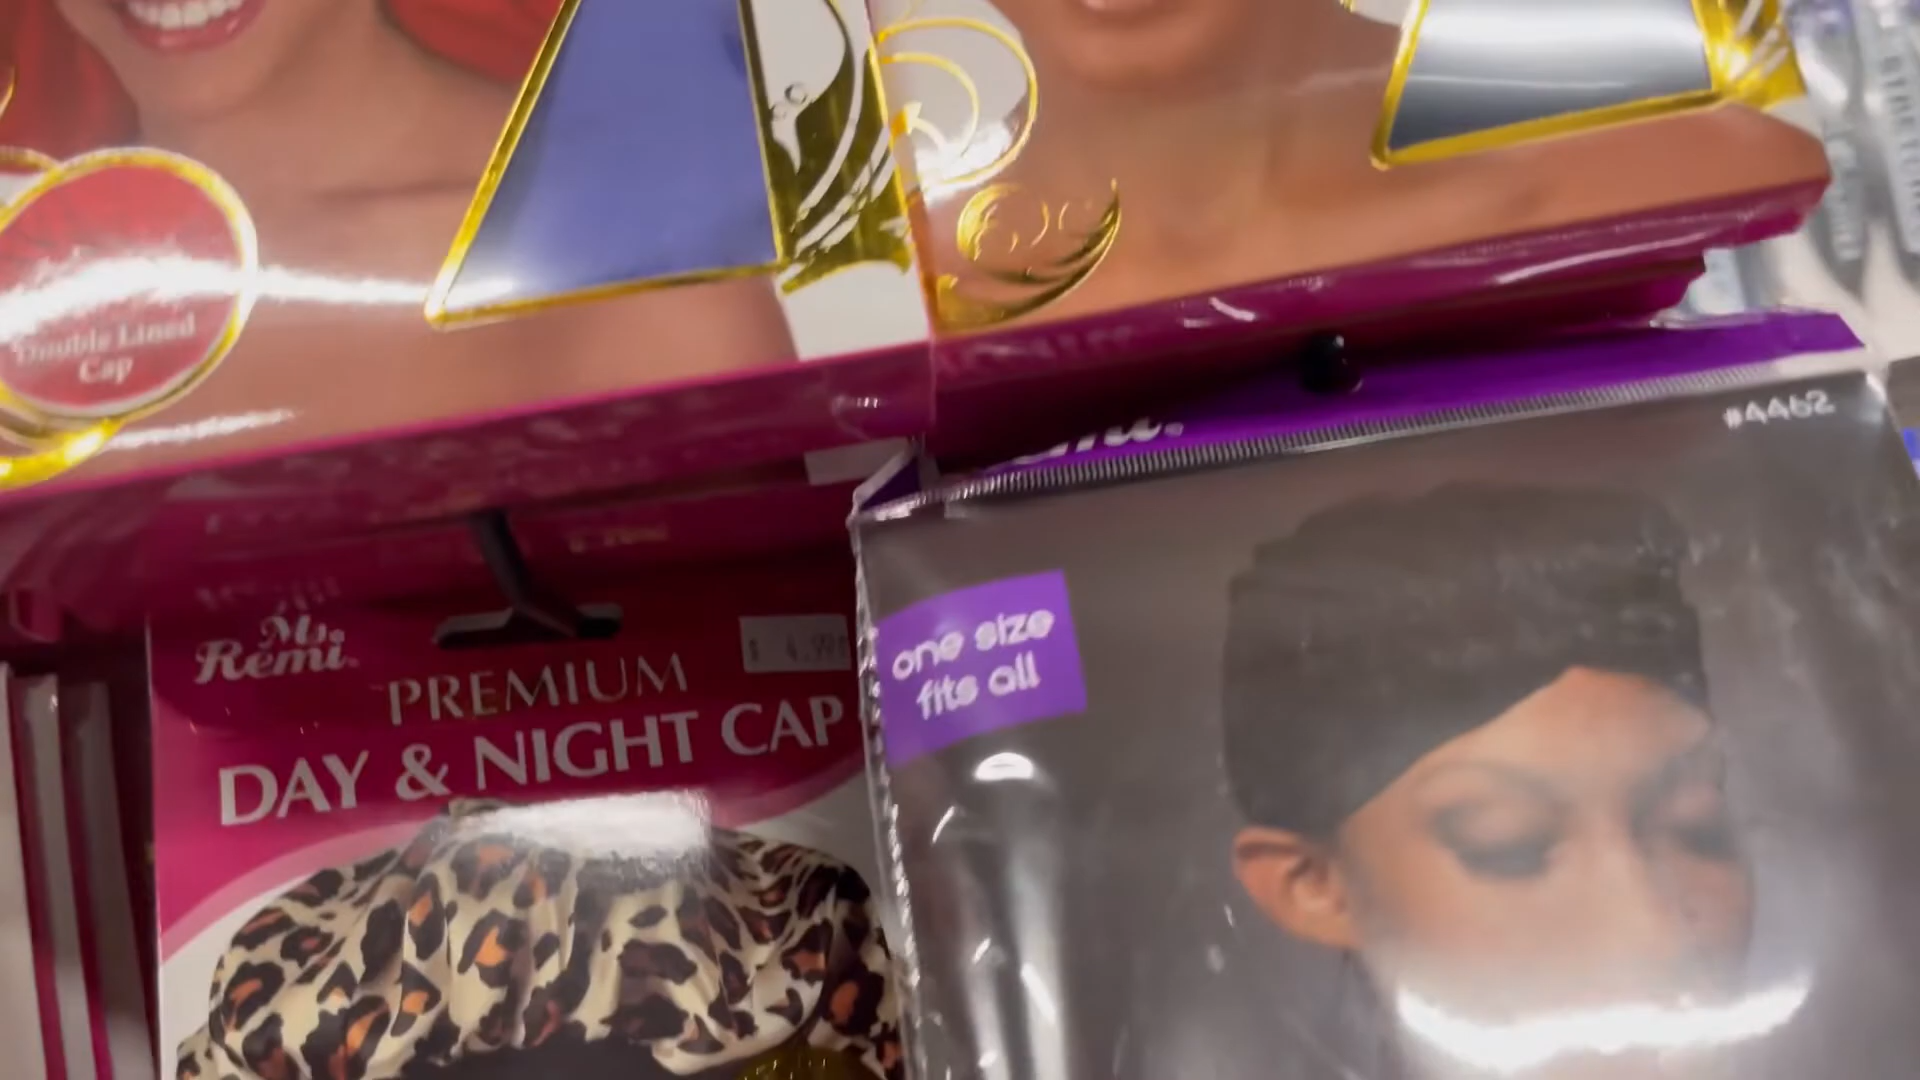 Double Lined
Cap
#4462
Ms.
Remi
$ 4.99
PREMIUM
DAY & NIGHT CAP
one size
fits all